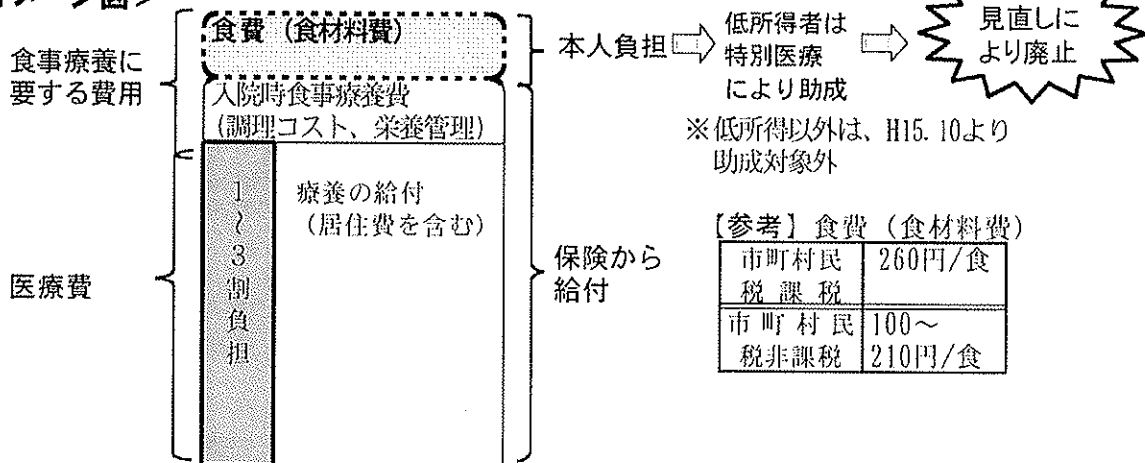 食事療養に
要する費用
医療費
食費（食材料費）
入院時食事療養費
（調理コスト、栄養管理）
1～3割負担
療養の給付
（居住費を含む）
本人負担
低所得者は
特別医療
により助成
見直しに
より廃止
※低所得以外は、H15.10より
助成対象外
保険から
給付
【参考】食費（食材料費）
市町村民
税課税
260円/食
市町村民
税非課税
100～
210円/食